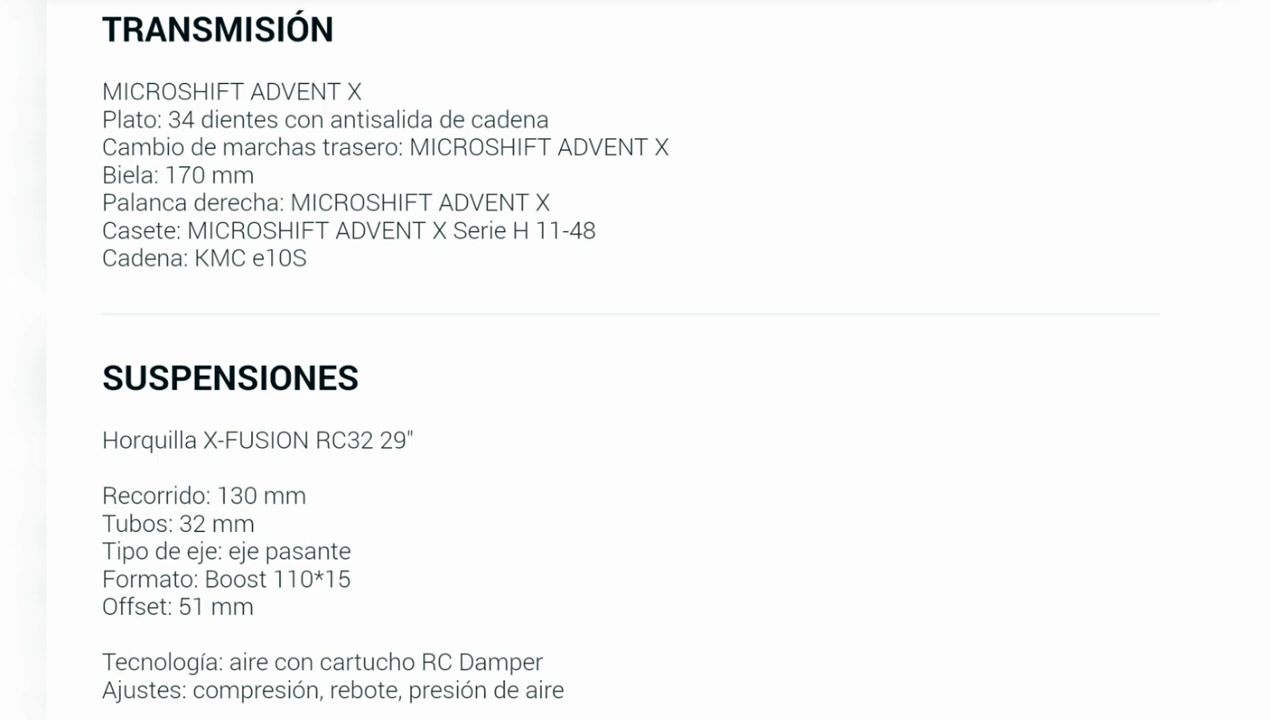 TRANSMISIÓN
MICROSHIFT ADVENT X
Plato: 34 dientes con antisalida de cadena
Cambio de marchas trasero: MICROSHIFT ADVENT X
Biela: 170 mm
Palanca derecha: MICROSHIFT ADVENT X
Casete: MICROSHIFT ADVENT X Serie H 11-48
Cadena: KMC e10S
SUSPENSIONES
Horquilla X-FUSION RC32 29"
Recorrido: 130 mm
Tubos: 32 mm
Tipo de eje: eje pasante
Formato: Boost 110*15
Offset: 51 mm
Tecnología: aire con cartucho RC Damper
Ajustes: compresión, rebote, presión de aire